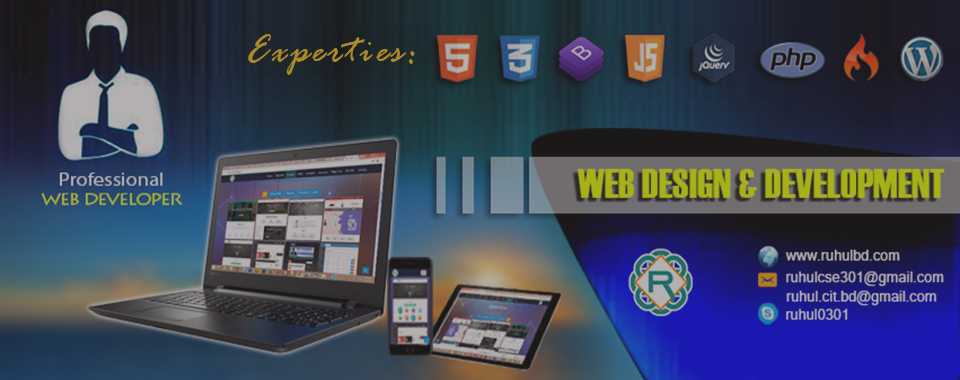 Experties:
5
3
B
JS
jQuery
php
W
Professional
WEB DEVELOPER
WEB DESIGN & DEVELOPMENT
R
www.ruhulbd.com
ruhulcse301@gmail.com
ruhul.cit.bd@gmail.com
S
ruhul0301